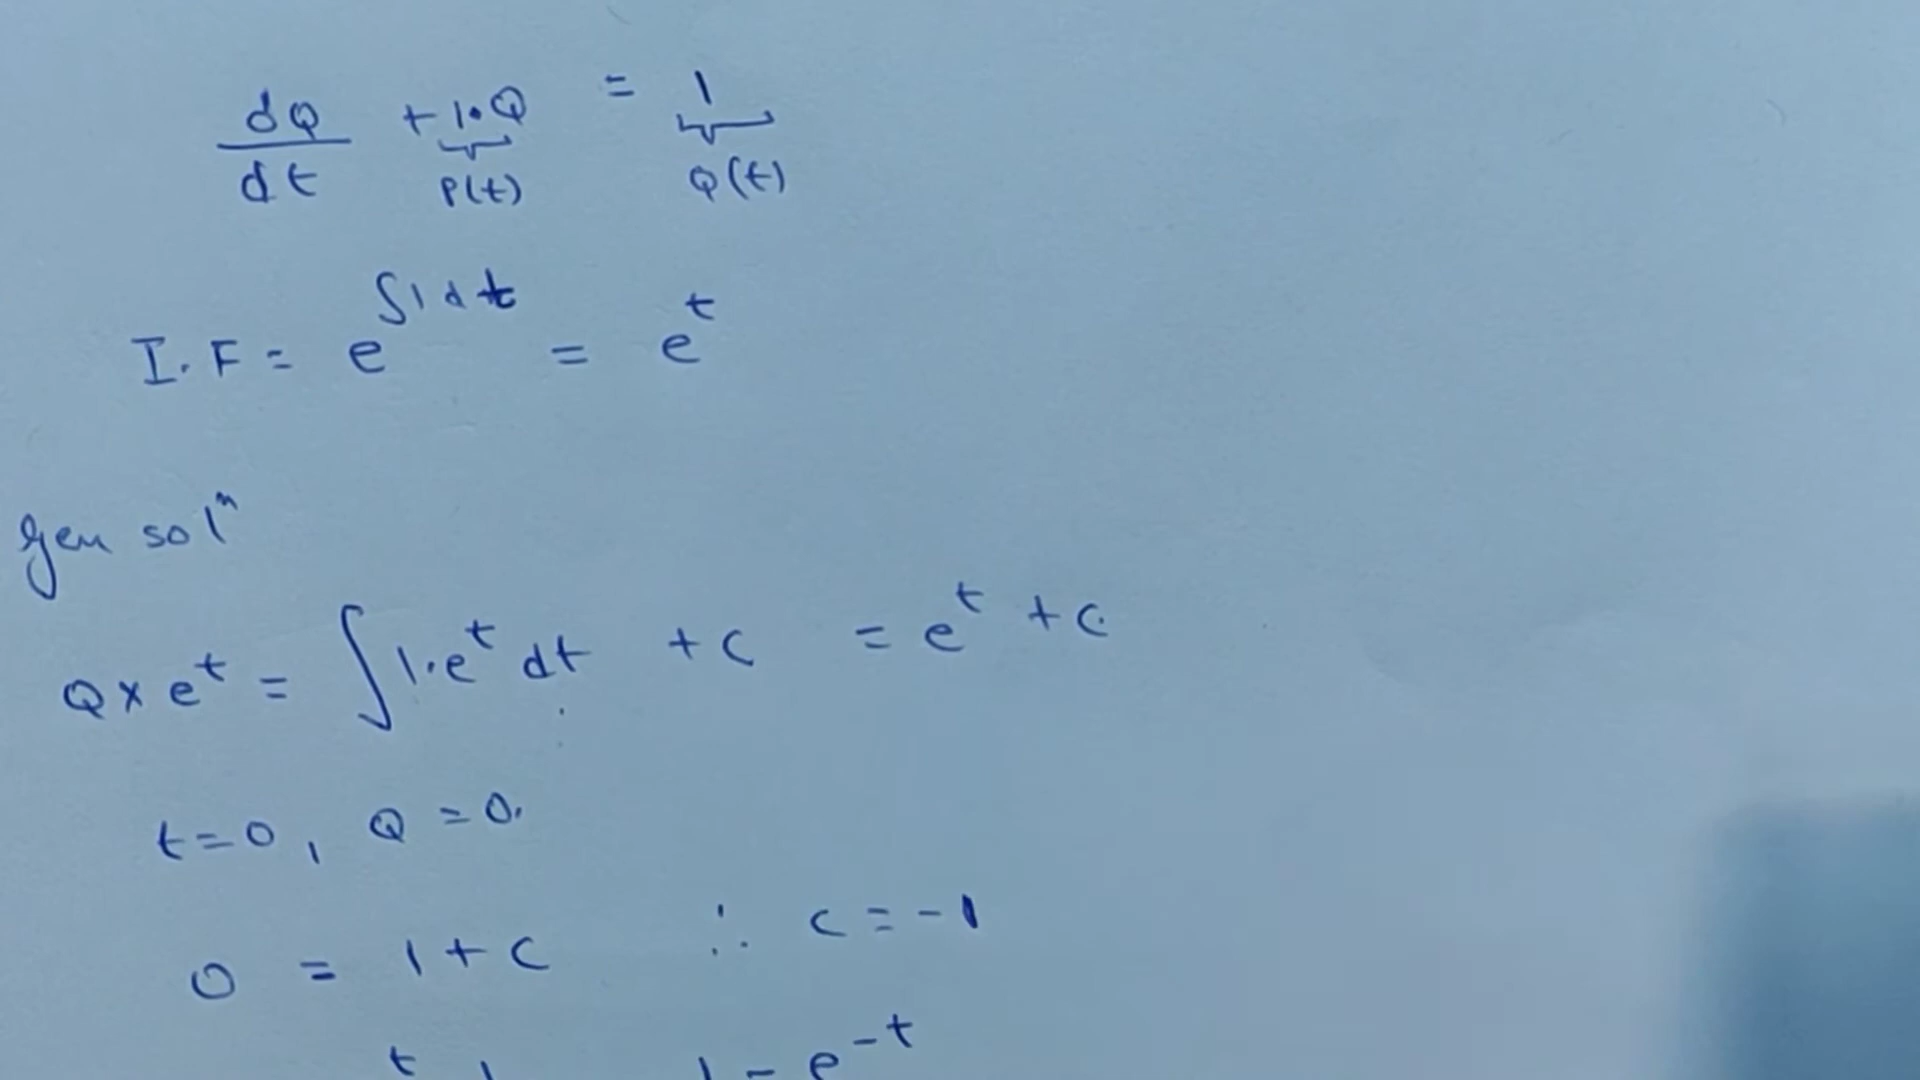 dQ/dt + 1.Q = 1
P(t) Q(t)
I.F = e^∫1dt = e^t
Gen solⁿ
Q x e^t = ∫1.e^t dt + c = e^t + c.
t = 0, Q = 0.
0 = 1 + c ∴ c = -1
t 1 - e^-t